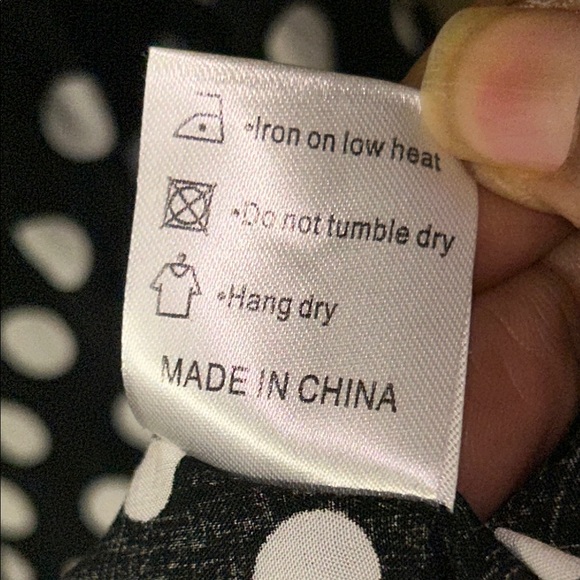 •Iron on low heat
•Do not tumble dry
•Hang dry
MADE IN CHINA